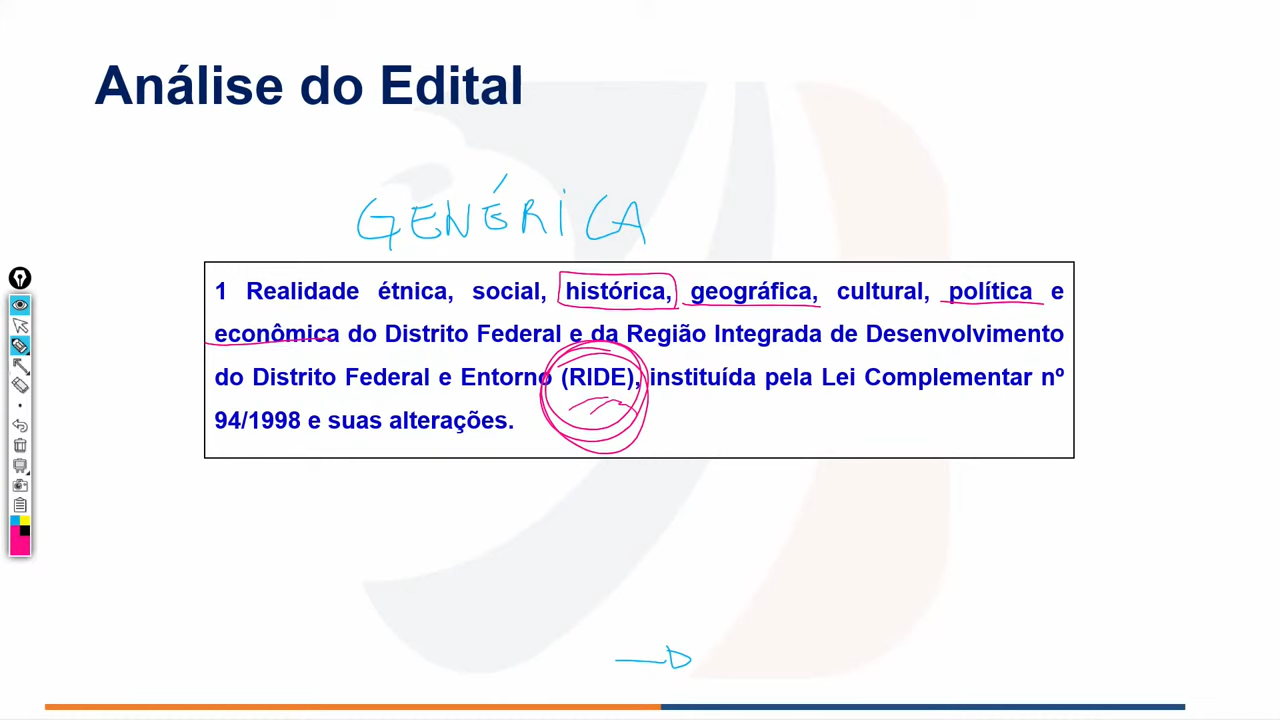 Análise do Edital
GENÉRICA
1 Realidade étnica, social, histórica, geográfica, cultural, política e
econômica do Distrito Federal e da Região Integrada de Desenvolvimento
do Distrito Federal e Entorno (RIDE), instituída pela Lei Complementar nº
94/1998 e suas alterações.